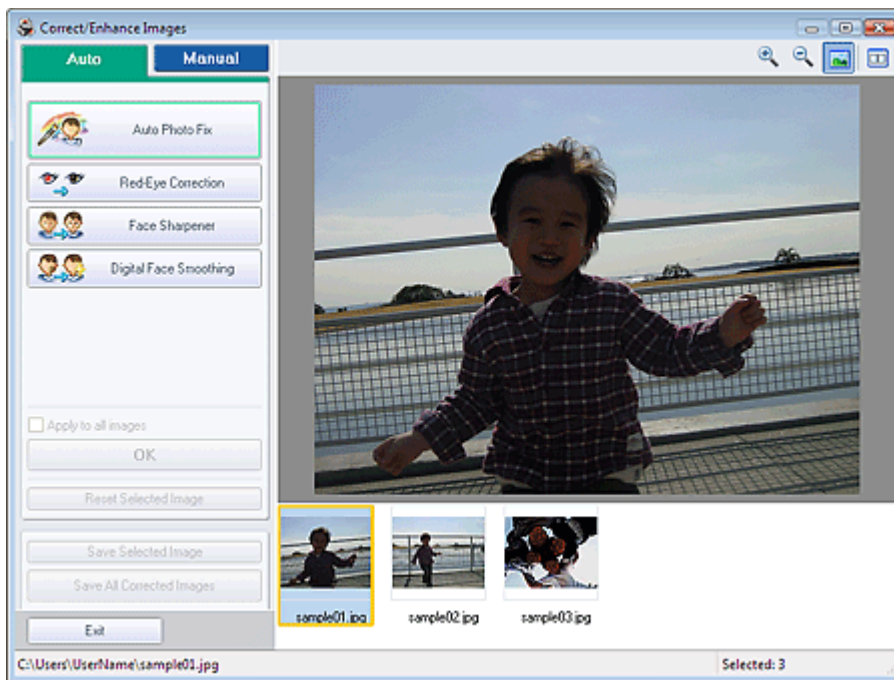 Correct/Enhance Images
Auto Manual
Auto Photo Fix
Red-Eye Correction
Face Sharpener
Digital Face Smoothing
Apply to all images
OK
Reset Selected Image
Save Selected Image
Save All Corrected Images
Exit
sample01.jpg sample02.jpg sample03.jpg
C:\Users\UserName\sample01.jpg Selected: 3